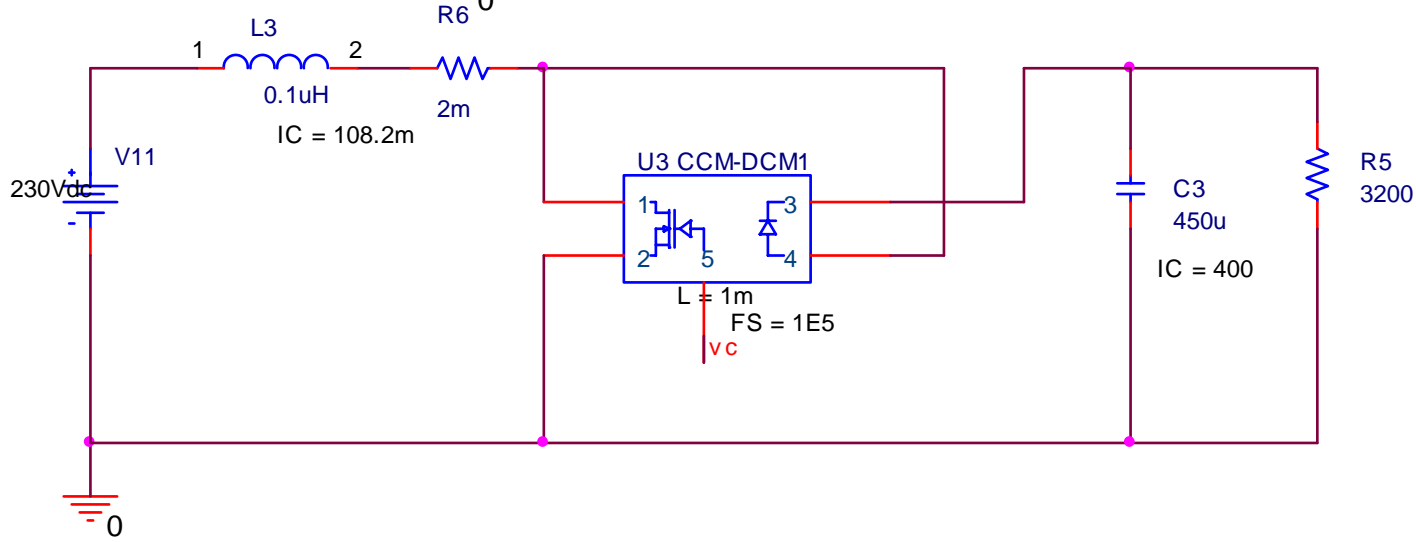 0
R6
L3
1
2
0.1uH
2m
IC = 108.2m
V11
+
230Vdc
-
U3 CCM-DCM1
1
3
2
5
4
L = 1m
FS = 1E5
vc
C3
450u
IC = 400
R5
3200
0